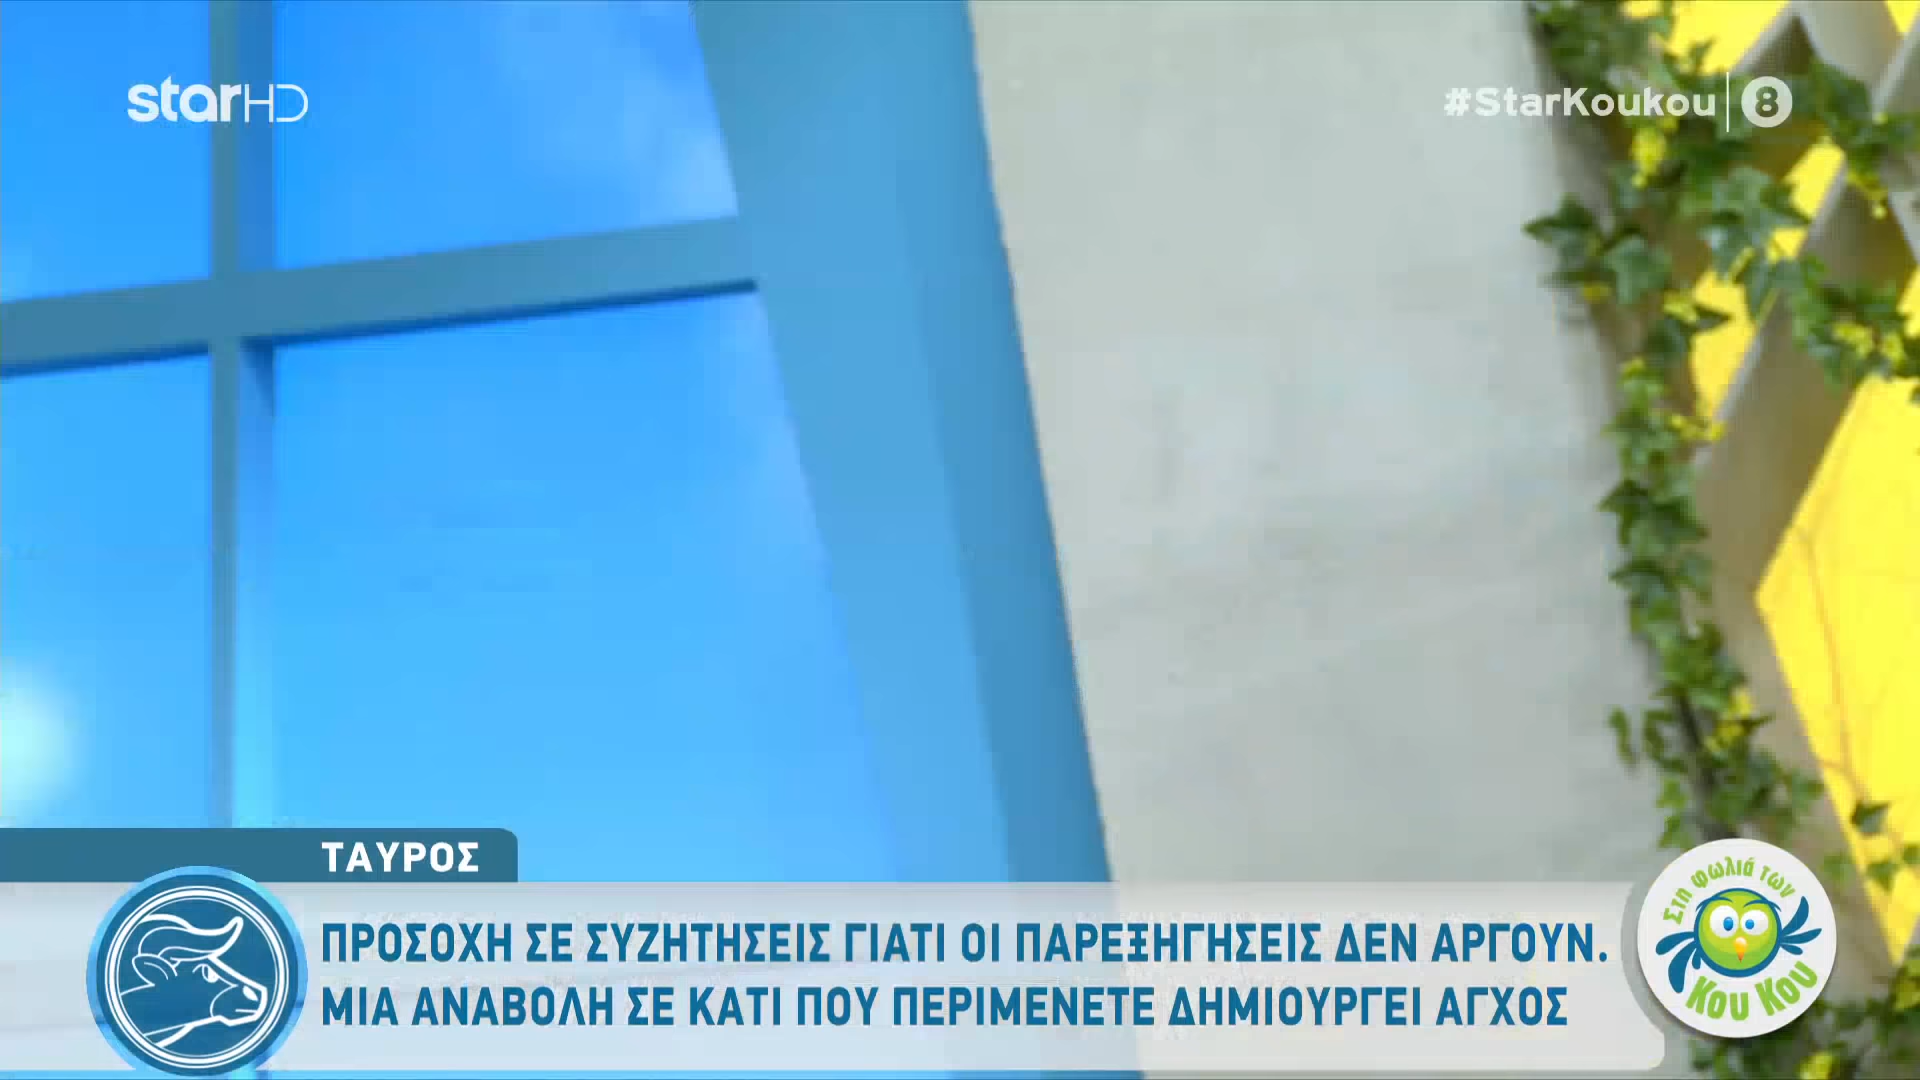 starHD
#StarKoukou 8
ΤΑΥΡΟΣ
ΠΡΟΣΟΧΗ ΣΕ ΣΥΖΗΤΗΣΕΙΣ ΓΙΑΤΙ ΟΙ ΠΑΡΕΞΗΓΗΣΕΙΣ ΔΕΝ ΑΡΓΟΥΝ.
ΜΙΑ ΑΝΑΒΟΛΗ ΣΕ ΚΑΤΙ ΠΟΥ ΠΕΡΙΜΕΝΕΤΕ ΔΗΜΙΟΥΡΓΕΙ ΑΓΧΟΣ
Στη φωλιά των
Κου Κου